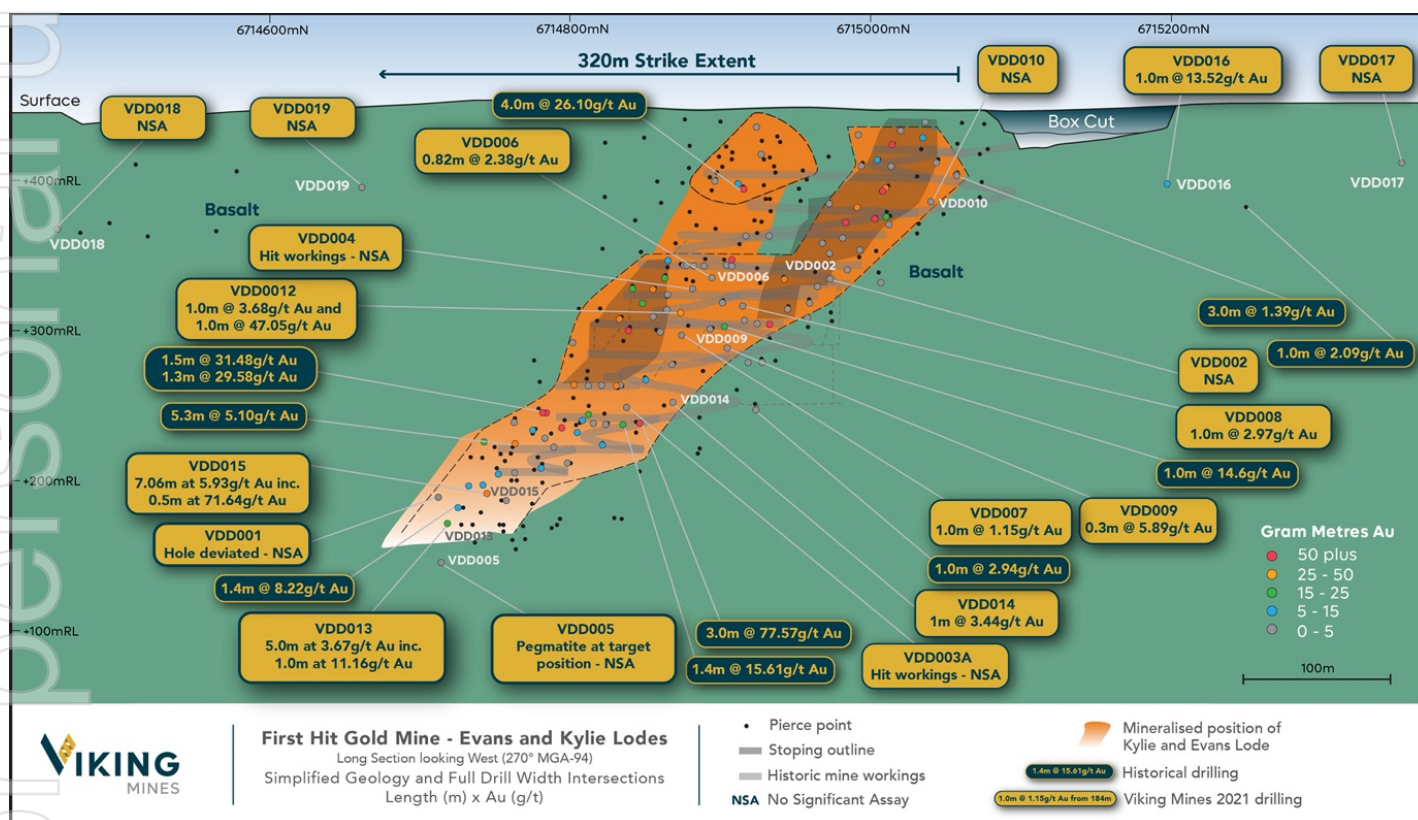 6714600mN
6714800mN
6715000mN
6715200mN
320m Strike Extent
Surface
VDD018
NSA
VDD019
NSA
4.0m @ 26.10g/t Au
VDD006
0.82m @ 2.38g/t Au
VDD010
NSA
VDD016
1.0m @ 13.52g/t Au
VDD017
NSA
Box Cut
+400mRL
VDD019
VDD016
VDD017
Basalt
VDD010
VDD018
VDD004
Hit workings - NSA
VDD002
VDD006
Basalt
VDD0012
1.0m @ 3.68g/t Au and
1.0m @ 47.05g/t Au
3.0m @ 1.39g/t Au
+300mRL
VDD009
1.0m @ 2.09g/t Au
1.5m @ 31.48g/t Au
1.3m @ 29.58g/t Au
VDD002
NSA
VDD014
5.3m @ 5.10g/t Au
VDD008
1.0m @ 2.97g/t Au
VDD015
7.06m at 5.93g/t Au inc.
0.5m at 71.64g/t Au
1.0m @ 14.6g/t Au
+200mRL
VDD015
VDD007
1.0m @ 1.15g/t Au
VDD009
0.3m @ 5.89g/t Au
VDD001
Hole deviated - NSA
VDD013
VDD005
1.0m @ 2.94g/t Au
1.4m @ 8.22g/t Au
VDD014
1m @ 3.44g/t Au
+100mRL
VDD013
5.0m at 3.67g/t Au inc.
1.0m at 11.16g/t Au
VDD005
Pegmatite at target
position - NSA
3.0m @ 77.57g/t Au
1.4m @ 15.61g/t Au
VDD003A
Hit workings - NSA
Gram Metres Au
50 plus
25 - 50
15 - 25
5 - 15
0 - 5
100m
VIKING
MINES
First Hit Gold Mine - Evans and Kylie Lodes
Long Section looking West (270° MGA-94)
Simplified Geology and Full Drill Width Intersections
Length (m) x Au (g/t)
Pierce point
Stoping outline
Historic mine workings
NSA No Significant Assay
Mineralised position of
Kylie and Evans Lode
1.4m @ 15.61g/t Au Historical drilling
1.0m @ 1.15g/t Au from 184m Viking Mines 2021 drilling
or personal u